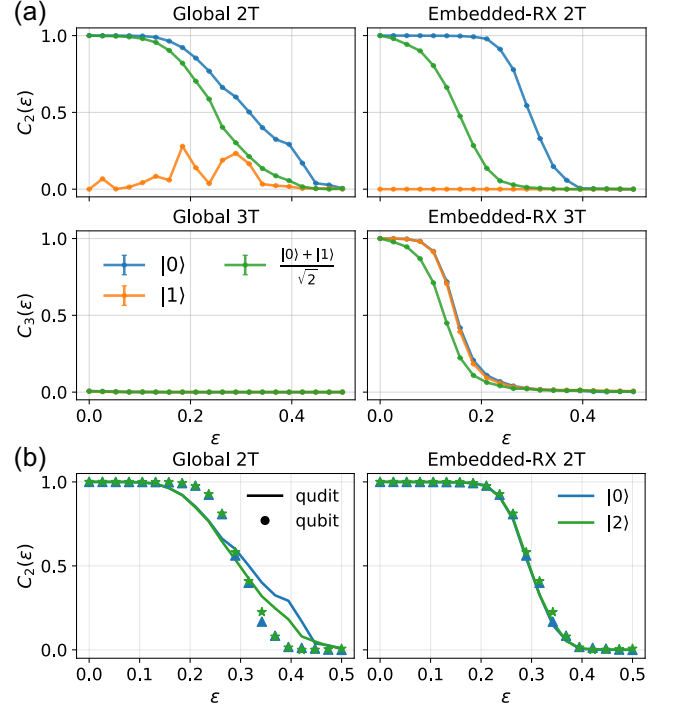 (a)
Global 2T
Embedded-RX 2T
C₂(ε)
1.0
0.5
0.0
Global 3T
Embedded-RX 3T
C₃(ε)
1.0
0.5
0.0
|0⟩
|1⟩
|0⟩ + |1⟩
√2
0.0 0.2 0.4
ε
0.0 0.2 0.4
ε
(b)
Global 2T
Embedded-RX 2T
C₂(ε)
1.0
0.5
0.0
qudit
qubit
|0⟩
|2⟩
0.0 0.1 0.2 0.3 0.4 0.5
ε
0.0 0.1 0.2 0.3 0.4 0.5
ε